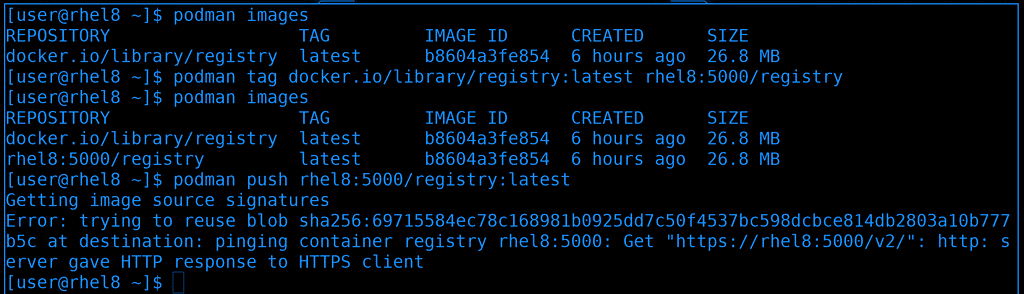 [user@rhel8 ~]$ podman images
REPOSITORY TAG IMAGE ID CREATED SIZE
docker.io/library/registry latest b8604a3fe854 6 hours ago 26.8 MB
[user@rhel8 ~]$ podman tag docker.io/library/registry:latest rhel8:5000/registry
[user@rhel8 ~]$ podman images
REPOSITORY TAG IMAGE ID CREATED SIZE
docker.io/library/registry latest b8604a3fe854 6 hours ago 26.8 MB
rhel8:5000/registry latest b8604a3fe854 6 hours ago 26.8 MB
[user@rhel8 ~]$ podman push rhel8:5000/registry:latest
Getting image source signatures
Error: trying to reuse blob sha256:69715584ec78c168981b0925dd7c50f4537bc598dcbce814db2803a10b777
b5c at destination: pinging container registry rhel8:5000: Get "https://rhel8:5000/v2/": http: s
erver gave HTTP response to HTTPS client
[user@rhel8 ~]$